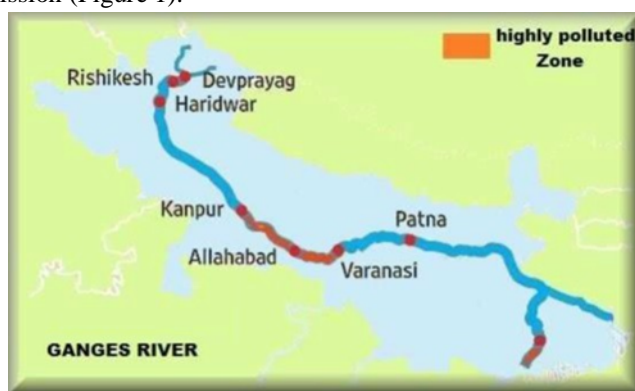 ission (Figure 1).
highly polluted
Zone
Rishikesh
Devprayag
Haridwar
Kanpur
Patna
Allahabad
Varanasi
GANGES RIVER